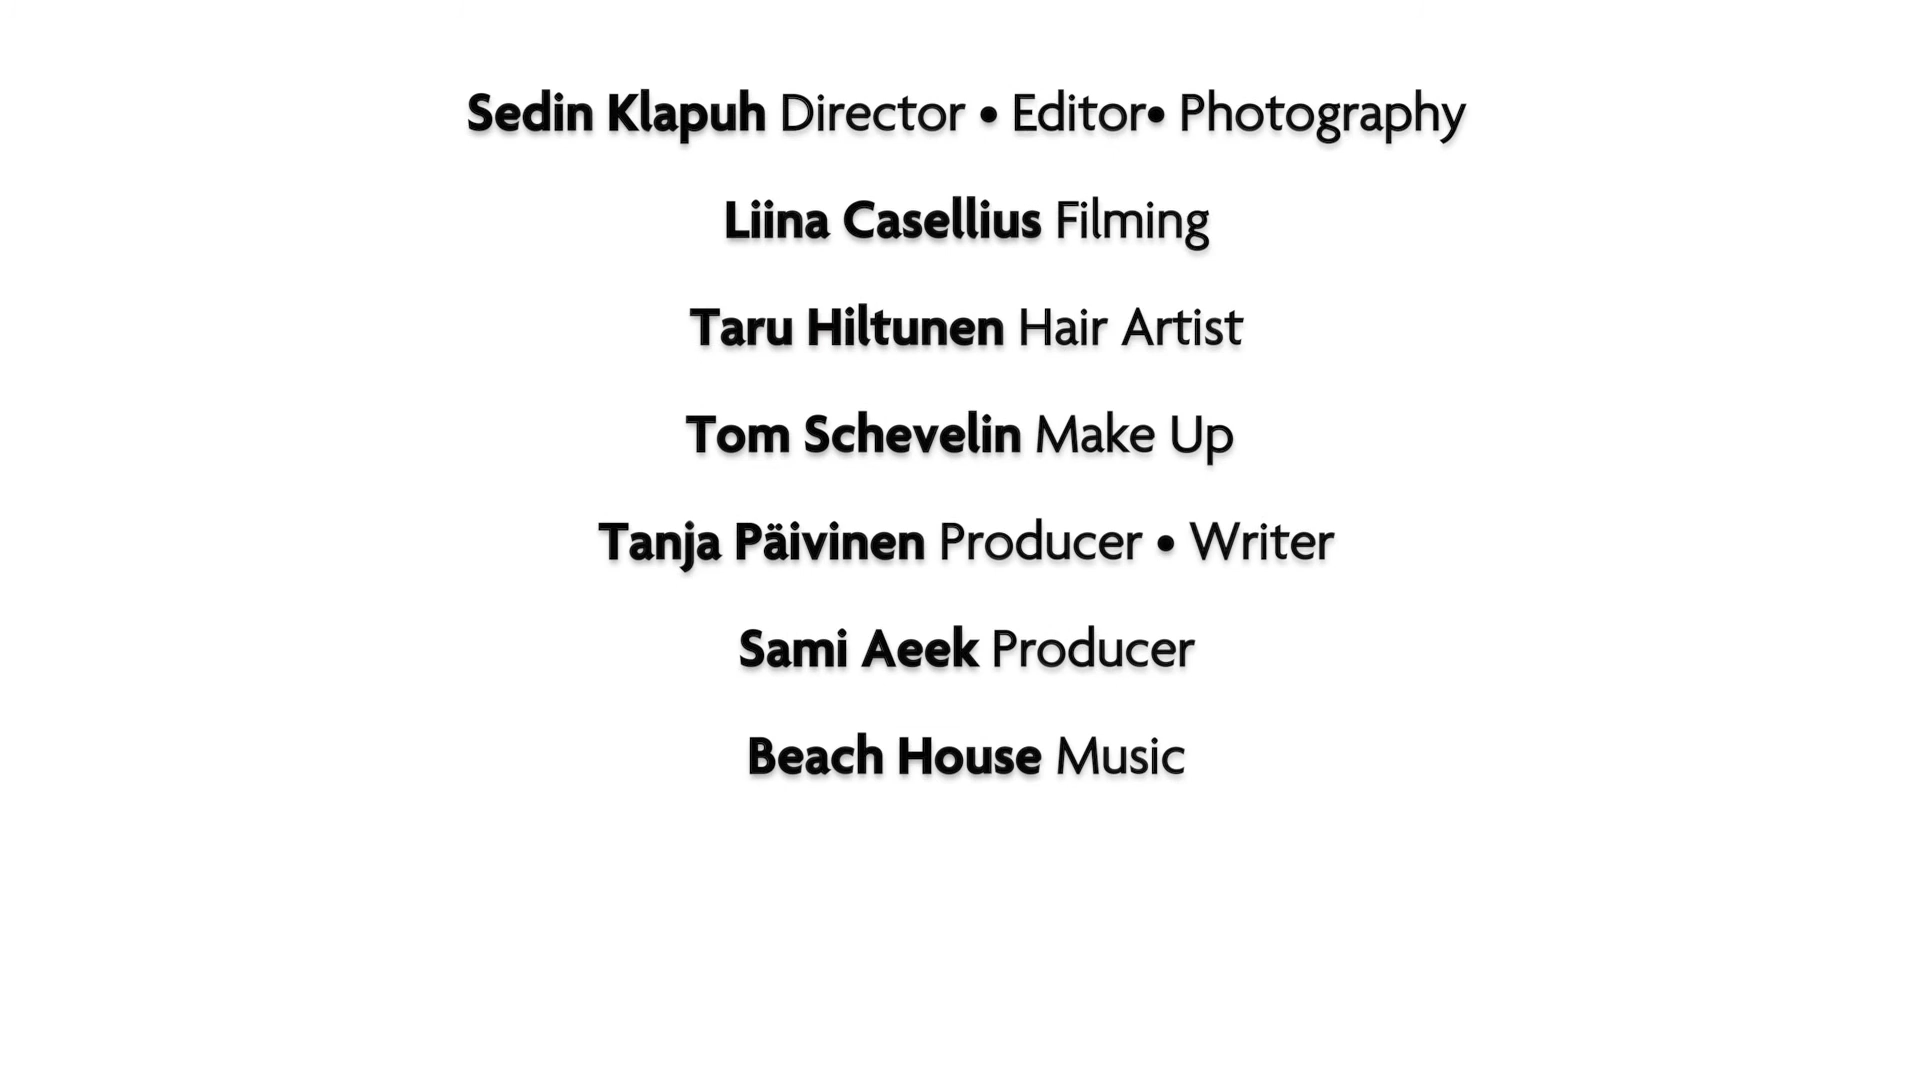 Sedin Klapuh Director • Editor• Photography
Liina Casellius Filming
Taru Hiltunen Hair Artist
Tom Schevelin Make Up
Tanja Päivinen Producer • Writer
Sami Aeek Producer
Beach House Music